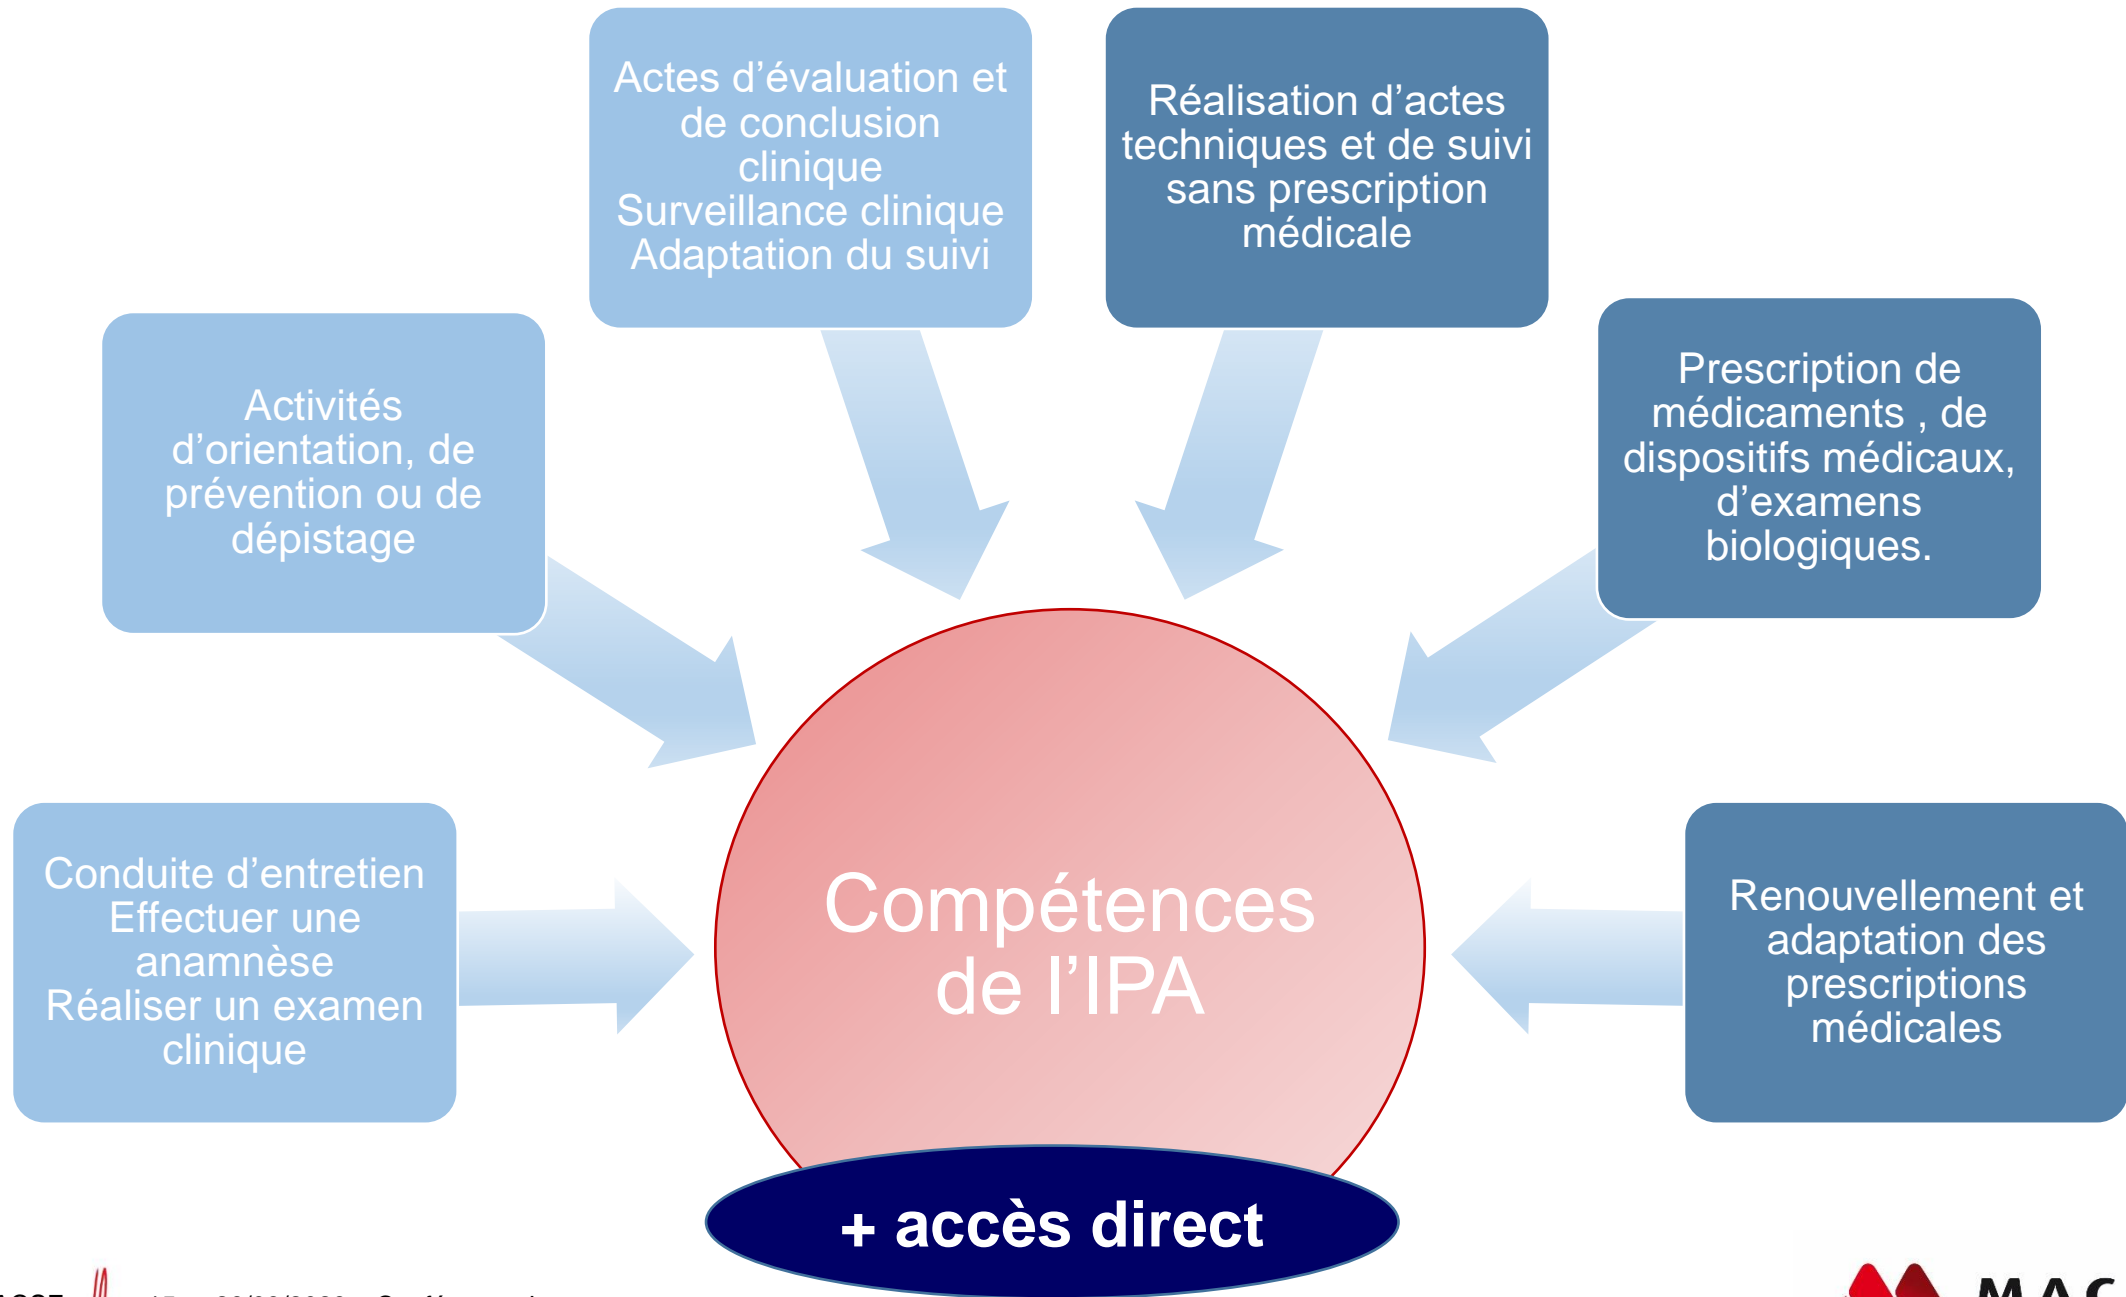 Actes d’évaluation et
de conclusion
clinique
Surveillance clinique
Adaptation du suivi
Réalisation d’actes
techniques et de suivi
sans prescription
médicale
Activités
d’orientation, de
prévention ou de
dépistage
Prescription de
médicaments , de
dispositifs médicaux,
d’examens
biologiques.
Conduite d’entretien
Effectuer une
anamnèse
Réaliser un examen
clinique
Compétences
de l’IPA
Renouvellement et
adaptation des
prescriptions
médicales
+ accès direct
MAC